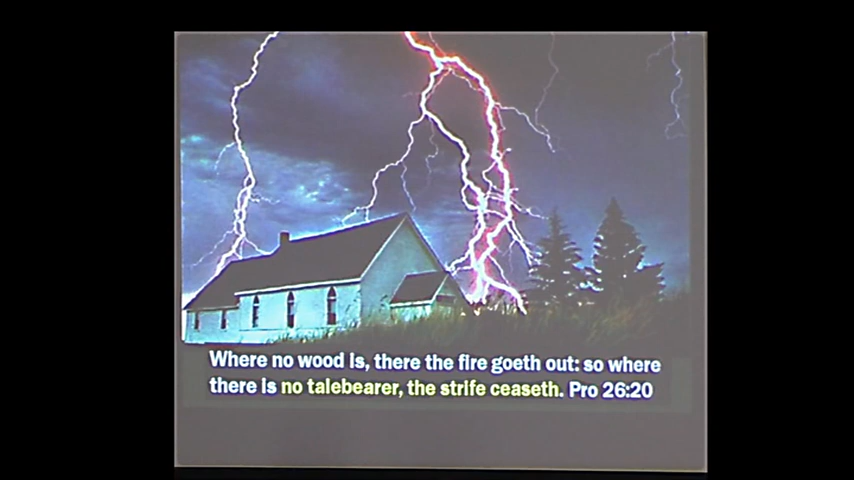 Where no wood is, there the fire goeth out: so where
there is no talebearer, the strife ceaseth. Pro 26:20